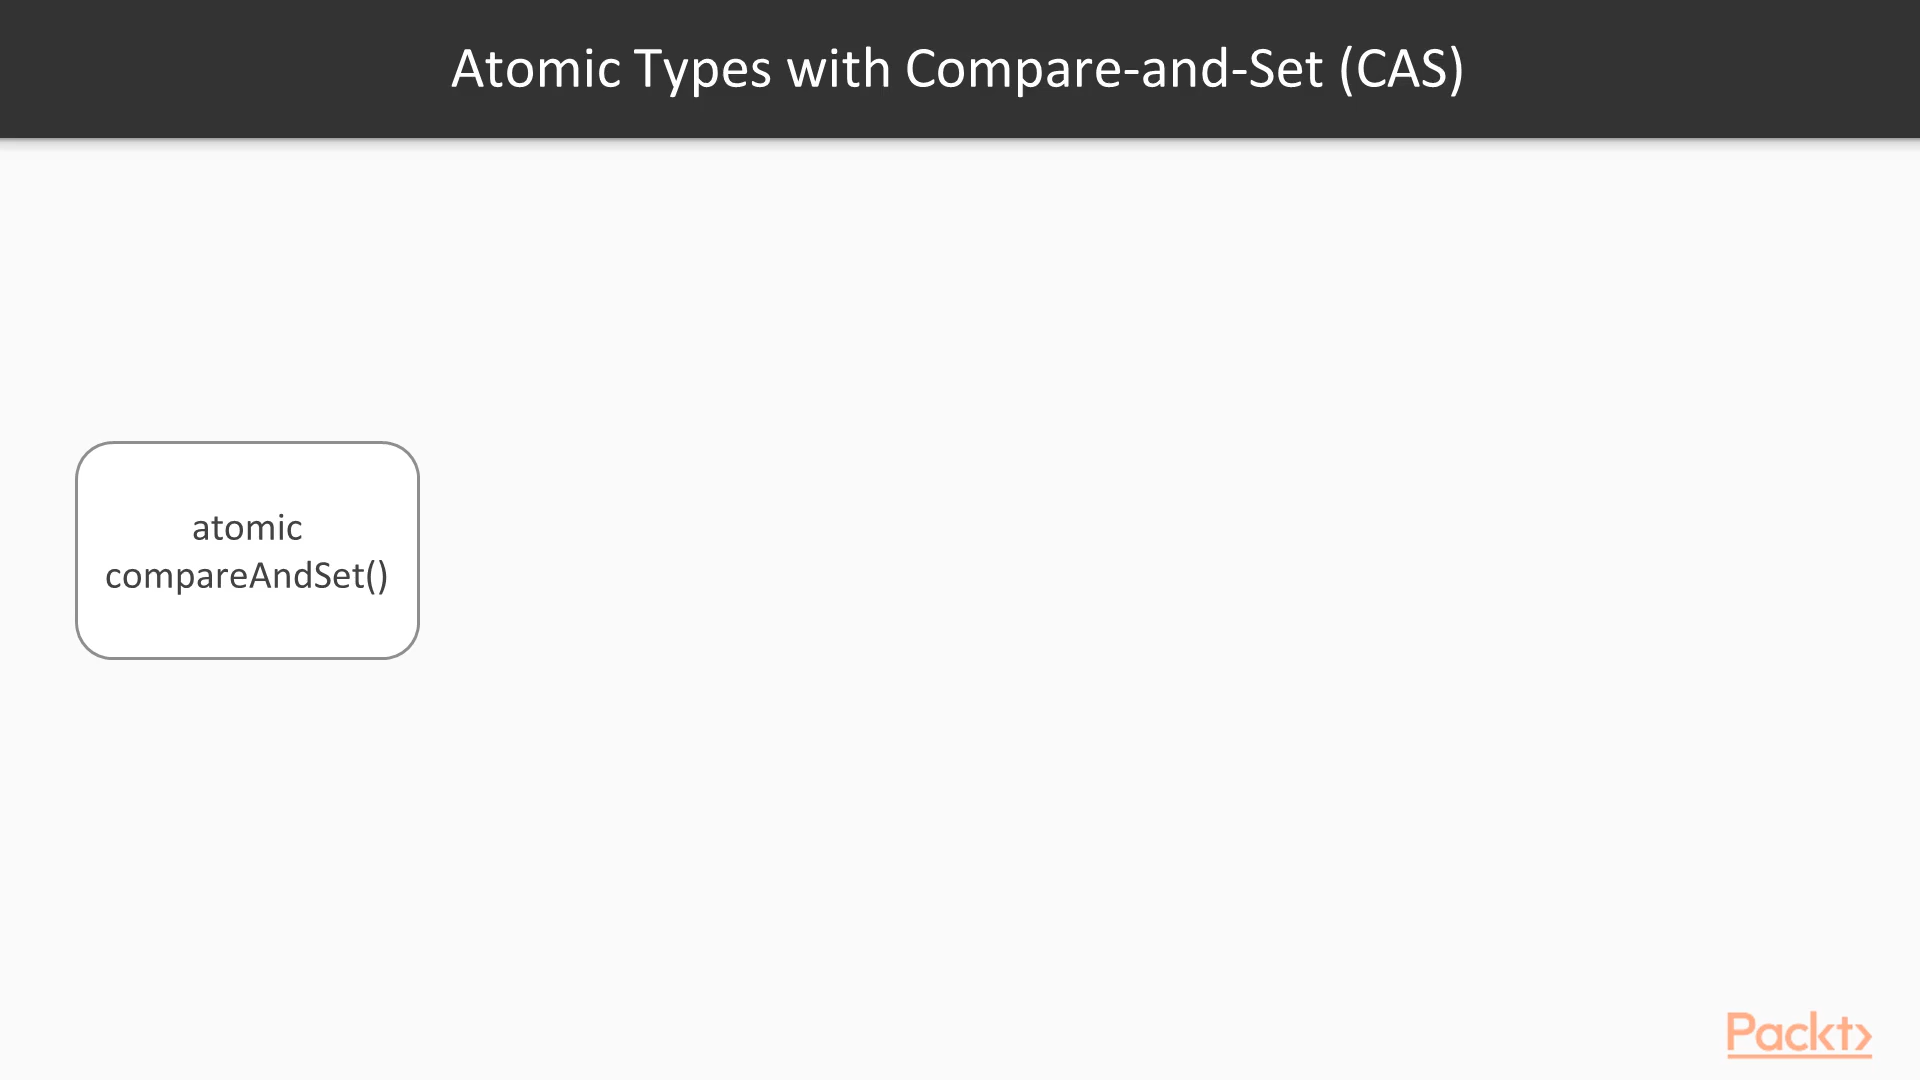 Atomic Types with Compare-and-Set (CAS)
atomic
compareAndSet()
Packt